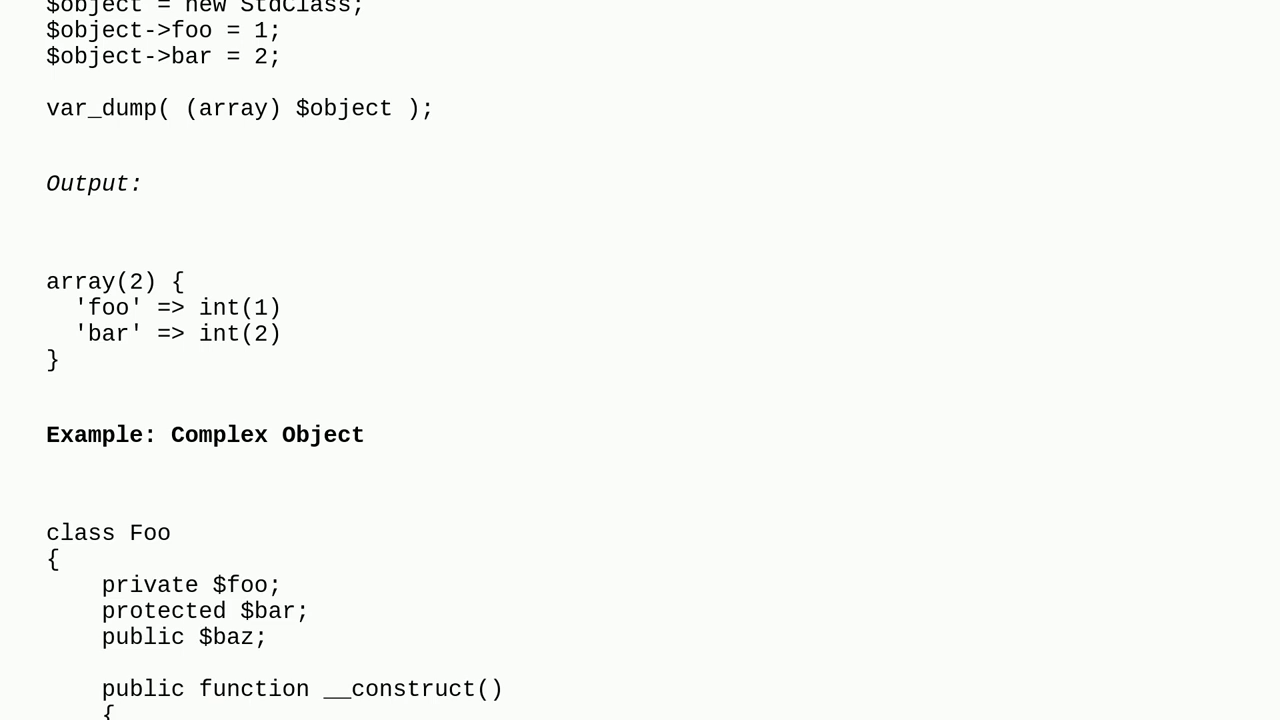 $object = new StdClass;
$object->foo = 1;
$object->bar = 2;
var_dump( (array) $object );
Output:
array(2) {
  'foo' => int(1)
  'bar' => int(2)
}
Example: Complex Object
class Foo
{
    private $foo;
    protected $bar;
    public $baz;
    public function __construct()
    {